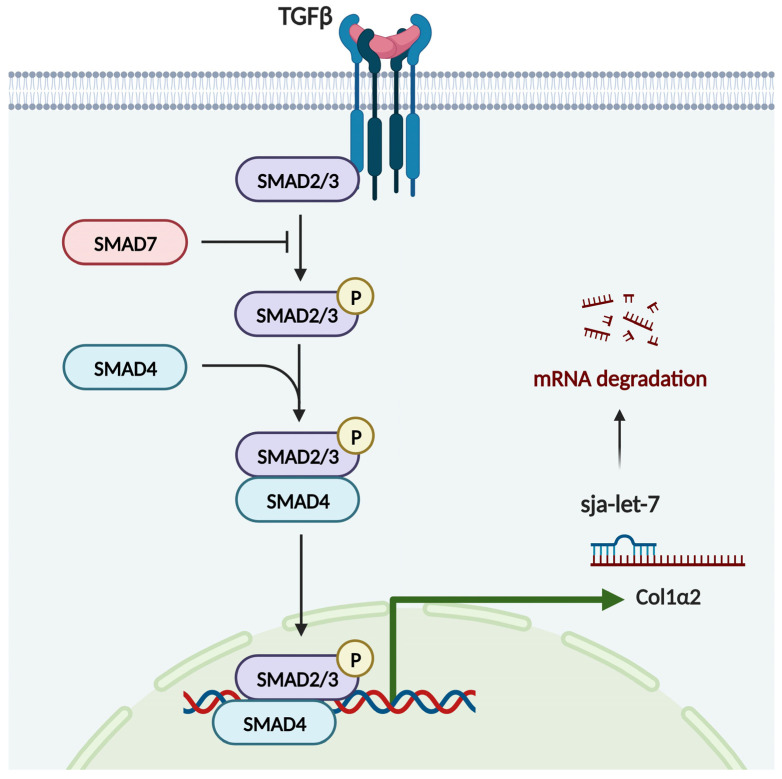 TGFβ
SMAD2/3
SMAD7
P
SMAD2/3
SMAD4
mRNA degradation
P
SMAD2/3
SMAD4
sja-let-7
Col1α2
P
SMAD2/3
SMAD4